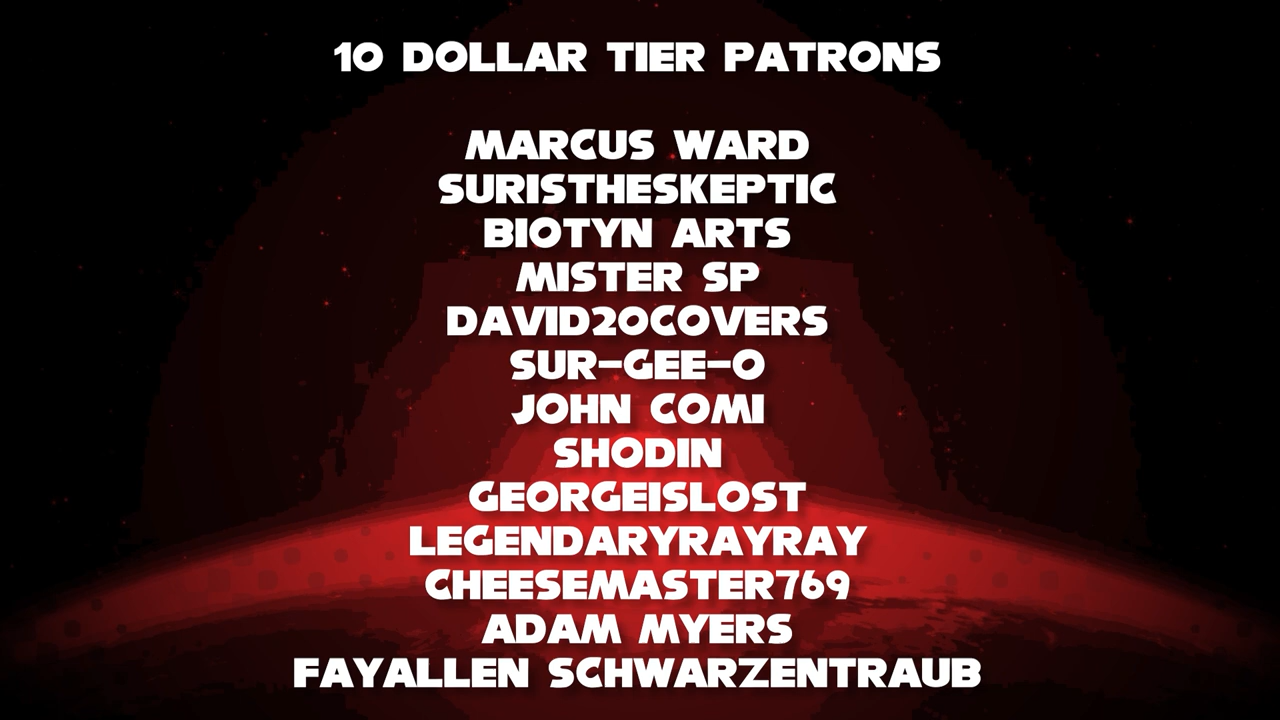 10 DOLLAR TIER PATRONS
MARCUS WARD
SURISTHESKEPTIC
BIOTYN ARTS
MISTER SP
DAVID20COVERS
SUR-GEE-O
JOHN COMI
SHODIN
GEORGEISLOST
LEGENDARYRAYRAY
CHEESEMASTER769
ADAM MYERS
FAYALLEN SCHWARZENTRAUB